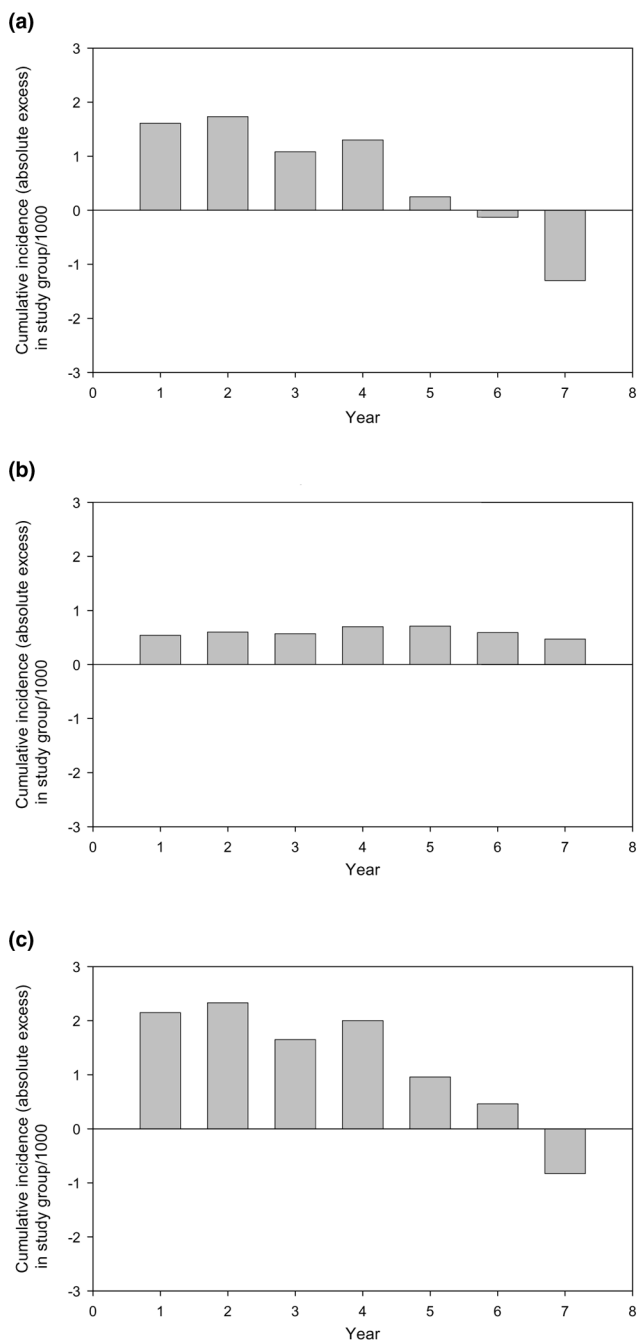 (a)
Cumulative incidence (absolute excess)
in study group/1000
3
2
1
0
-1
-2
-3
0 1 2 3 4 5 6 7 8
Year
(b)
Cumulative incidence (absolute excess)
in study group/1000
3
2
1
0
-1
-2
-3
0 1 2 3 4 5 6 7 8
Year
(c)
Cumulative incidence (absolute excess)
in study group/1000
3
2
1
0
-1
-2
-3
0 1 2 3 4 5 6 7 8
Year